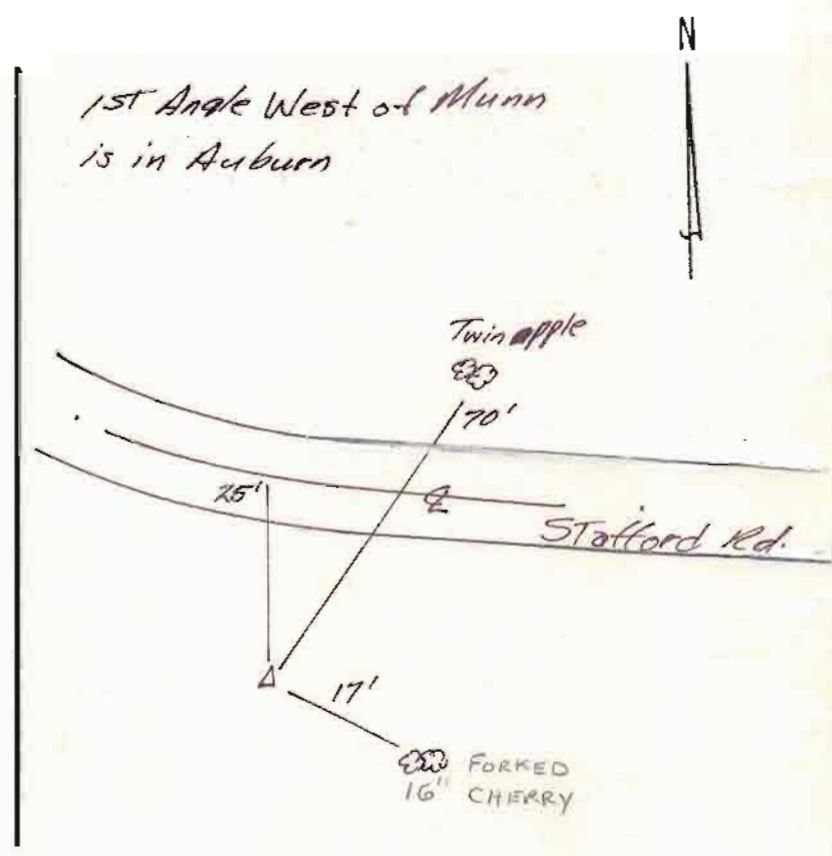 N
1ST Angle West of Munn
is in Auburn
Twin apple
70'
25'
℄
Stafford Rd.
17'
FORKED
16" CHERRY